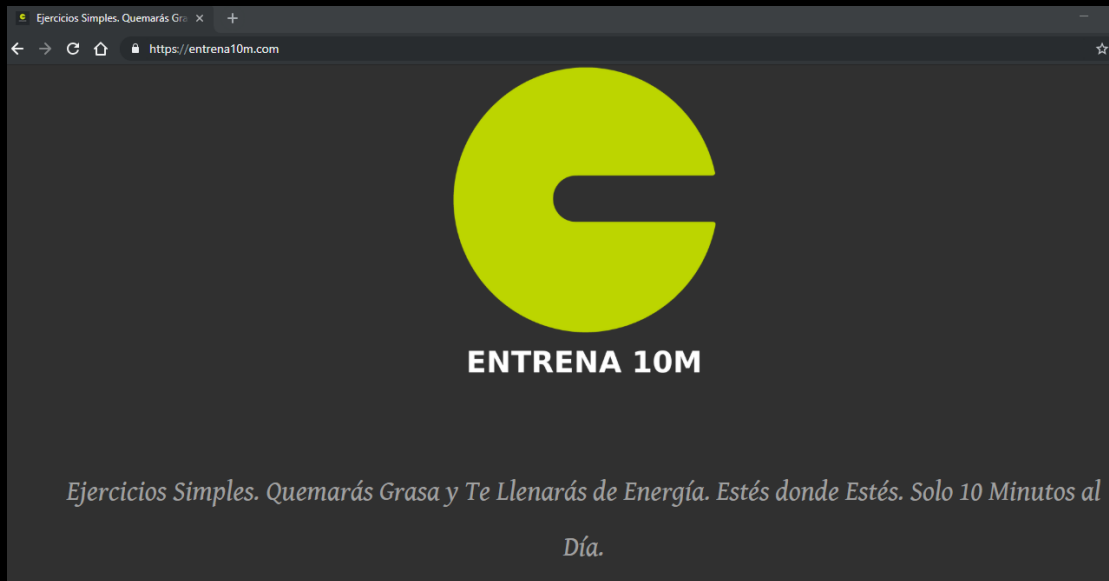 Ejercicios Simples. Quemarás Gra
https://entrena10m.com
ENTRENA 10M
Ejercicios Simples. Quemarás Grasa y Te Llenarás de Energía. Estés donde Estés. Solo 10 Minutos al
Día.